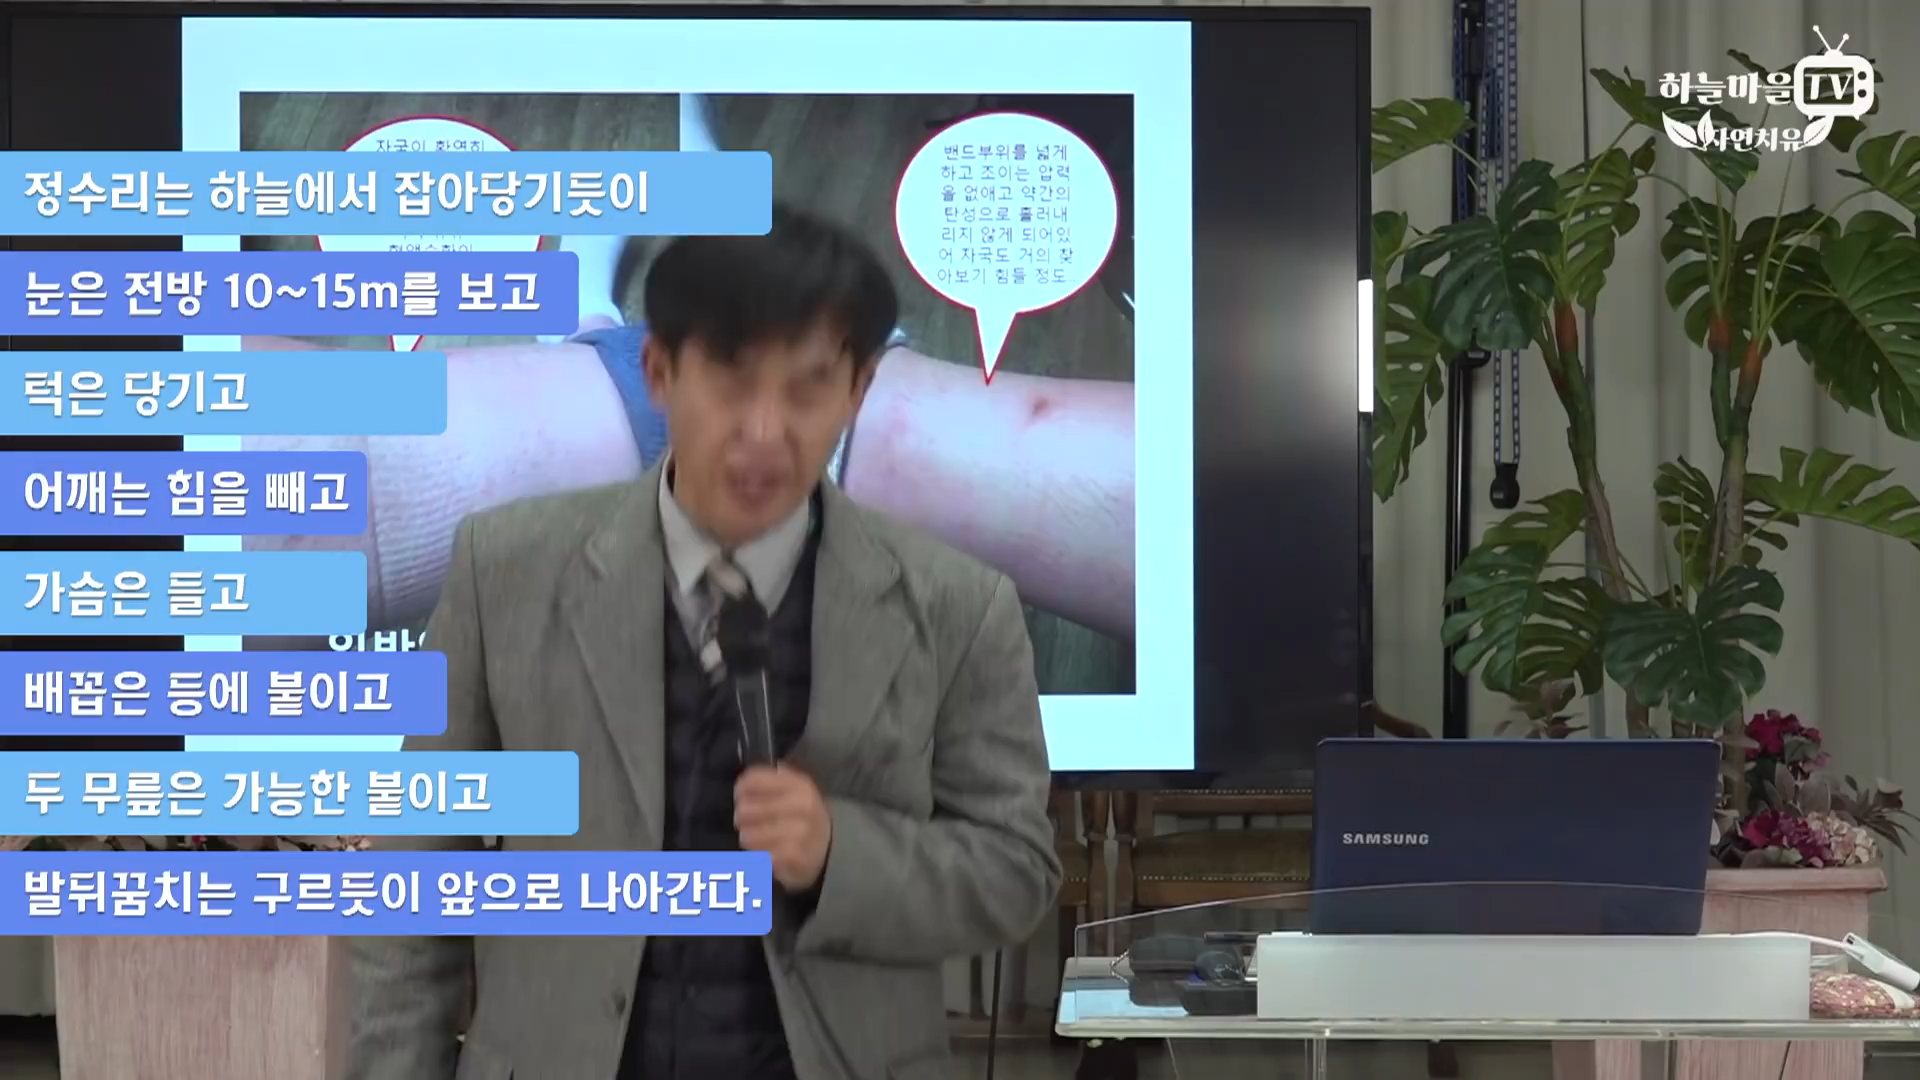 하늘마을 TV
자연치유
자국이 확연히
밴드부위를 넓게
하고 조이는 압력
을 없애고 약간의
탄성으로 흘러내
리지 않게 되어있
어 자국도 거의 찾
아보기 힘들 정도..
정수리는 하늘에서 잡아당기듯이
눈은 전방 10~15m를 보고
턱은 당기고
어깨는 힘을 빼고
가슴은 들고
배꼽은 등에 붙이고
두 무릎은 가능한 붙이고
발뒤꿈치는 구르듯이 앞으로 나아간다.
SAMSUNG